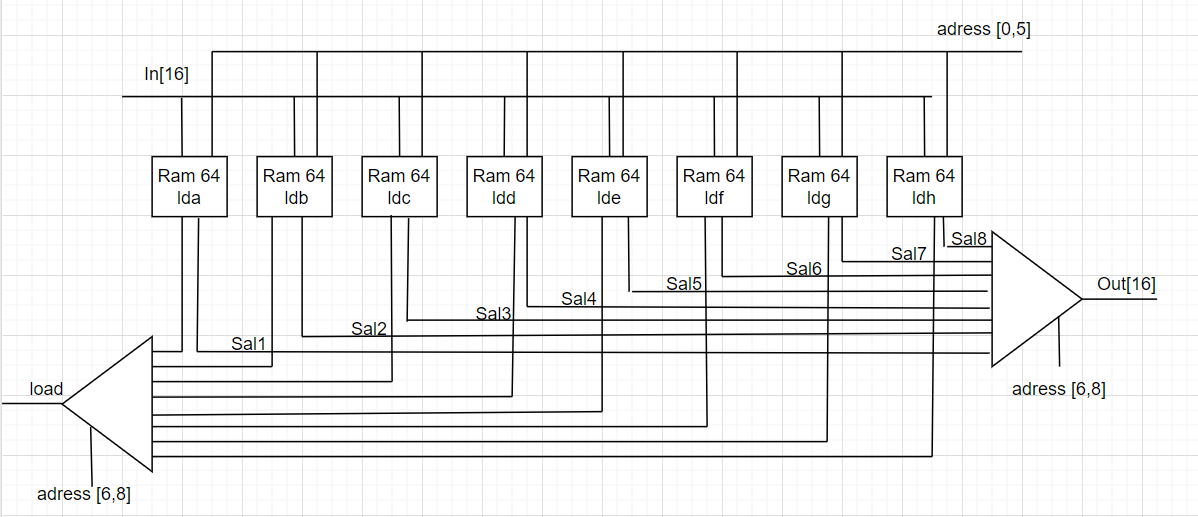 adress [0,5]
In[16]
Ram 64
lda
Ram 64
ldb
Ram 64
ldc
Ram 64
ldd
Ram 64
lde
Ram 64
ldf
Ram 64
ldg
Ram 64
ldh
Sal8
Sal7
Sal6
Sal5
Sal4
Sal3
Sal2
Sal1
Out[16]
load
adress [6,8]
adress [6,8]